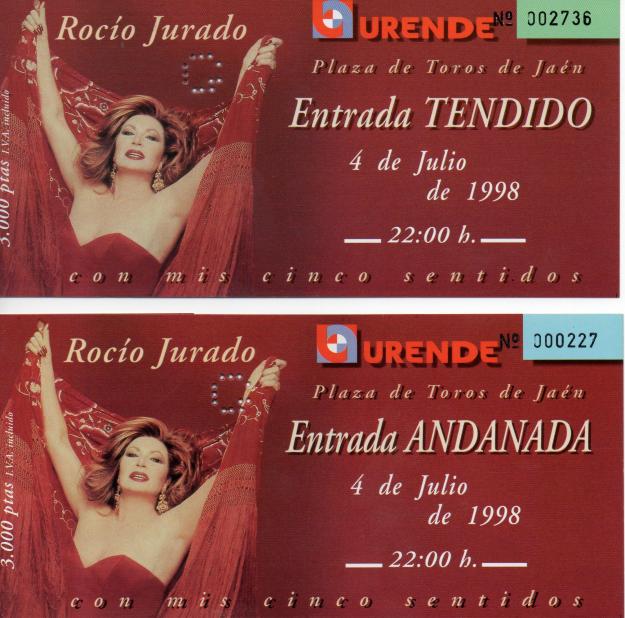 Rocío Jurado
URENDE
Nº 002736
Plaza de Toros de Jaén
Entrada TENDIDO
4 de Julio
de 1998
22:00 h.
3.000 ptas I.V.A. incluido
con mis cinco sentidos
Rocío Jurado
URENDE
Nº 000227
Plaza de Toros de Jaén
Entrada ANDANADA
4 de Julio
de 1998
22:00 h.
3.000 ptas I.V.A. incluido
con mis cinco sentidos